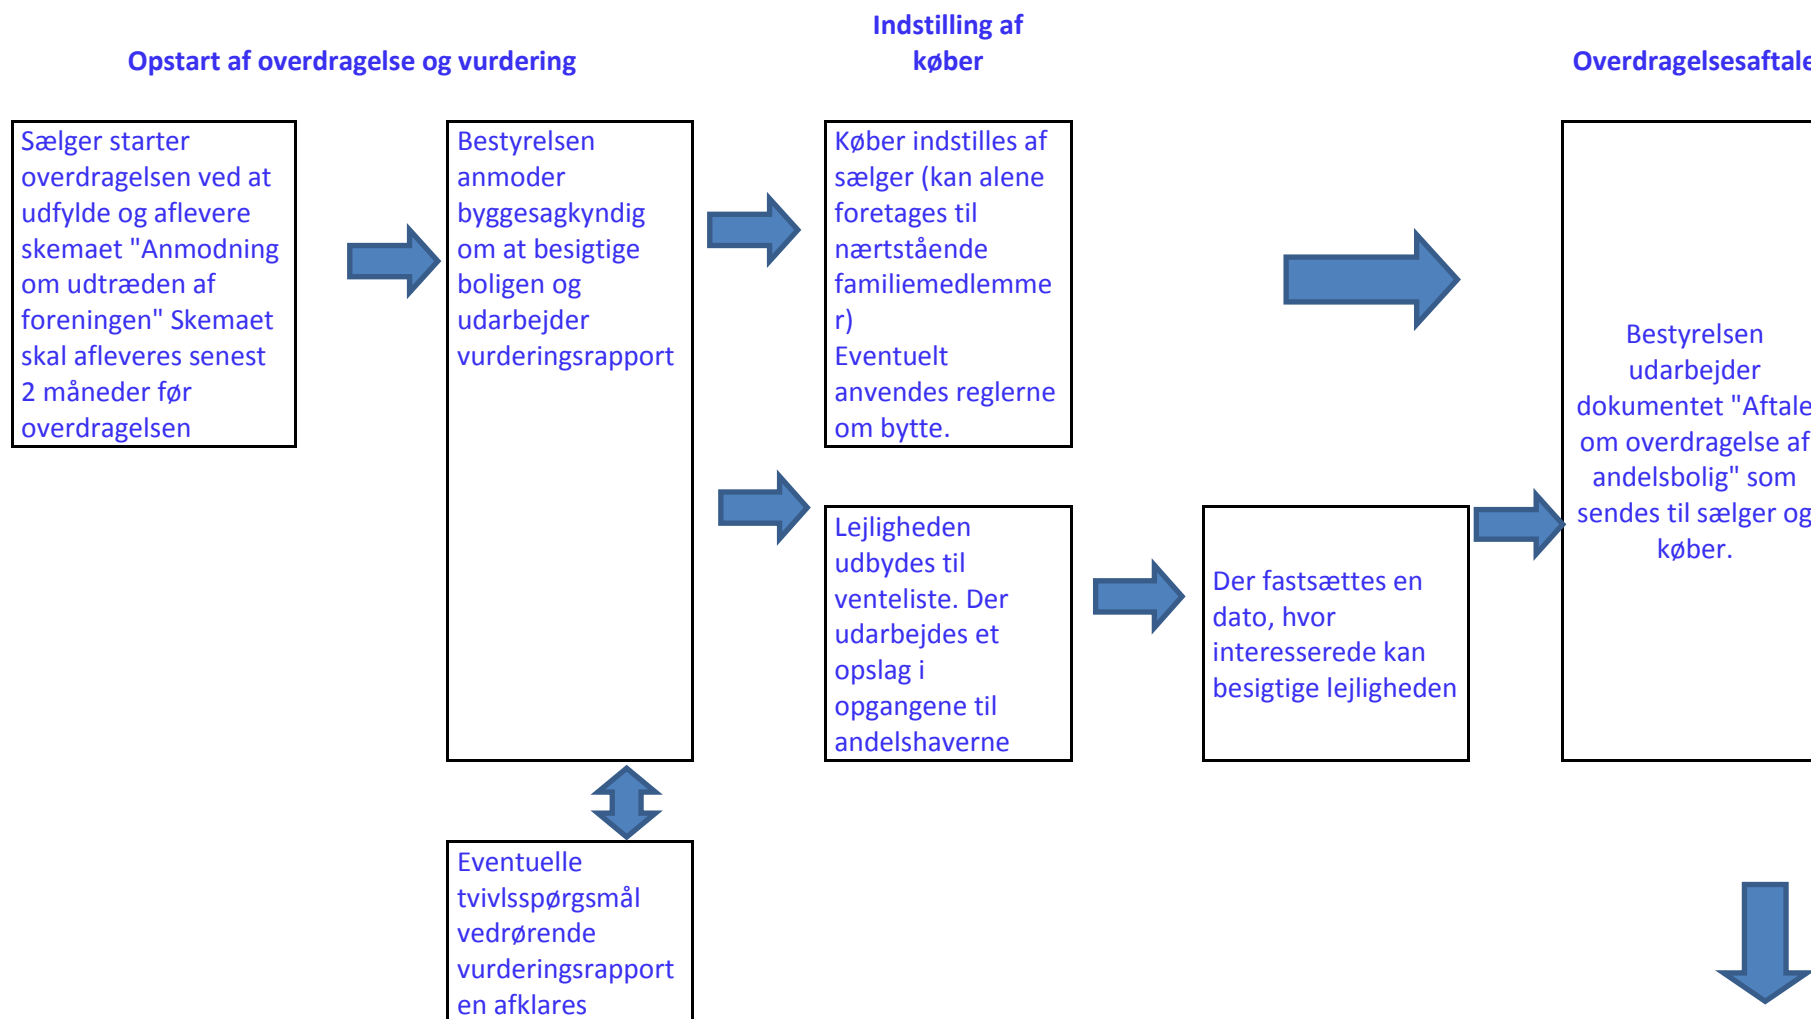 Opstart af overdragelse og vurdering
Indstilling af
køber
Overdragelsesaftale
Sælger starter
overdragelsen ved at
udfylde og aflevere
skemaet "Anmodning
om udtræden af
foreningen" Skemaet
skal afleveres senest
2 måneder før
overdragelsen
Bestyrelsen
anmoder
byggesagkyndig
om at besigtige
boligen og
udarbejder
vurderingsrapport
Køber indstilles af
sælger (kan alene
foretages til
nærtstående
familiemedlemme
r)
Eventuelt
anvendes reglerne
om bytte.
Lejligheden
udbydes til
venteliste. Der
udarbejdes et
opslag i
opgangene til
andelshaverne
Der fastsættes en
dato, hvor
interesserede kan
besigtige lejligheden
Bestyrelsen
udarbejder
dokumentet "Aftale
om overdragelse af
andelsbolig" som
sendes til sælger og
køber.
Eventuelle
tvivlsspørgsmål
vedrørende
vurderingsrapport
en afklares